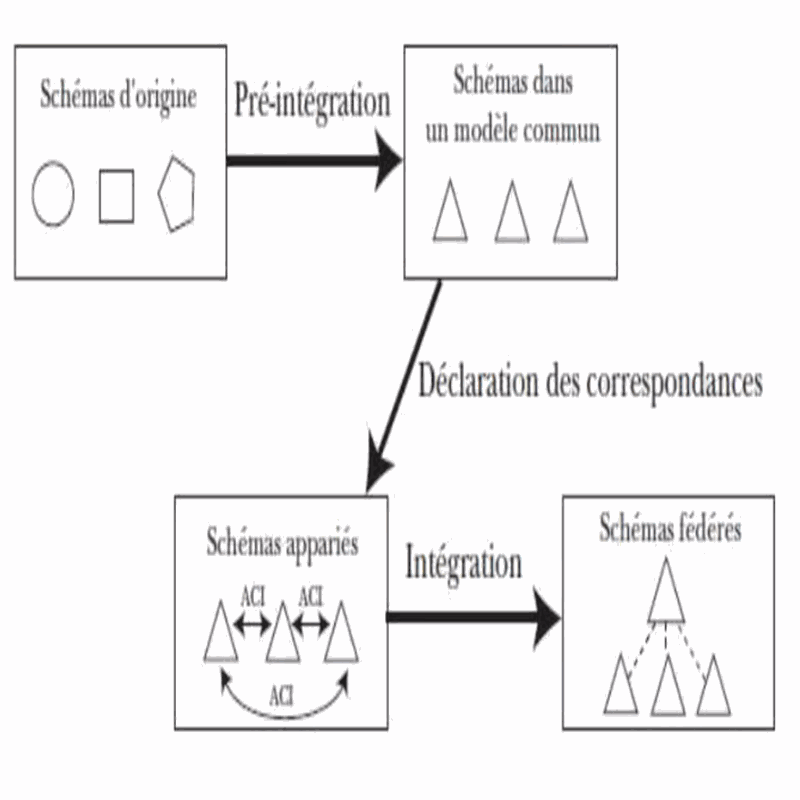 Schémas d'origine
Pré-intégration
Schémas dans
un modèle commun
Déclaration des correspondances
Schémas appariés
ACI
ACI
ACI
Intégration
Schémas fédérés